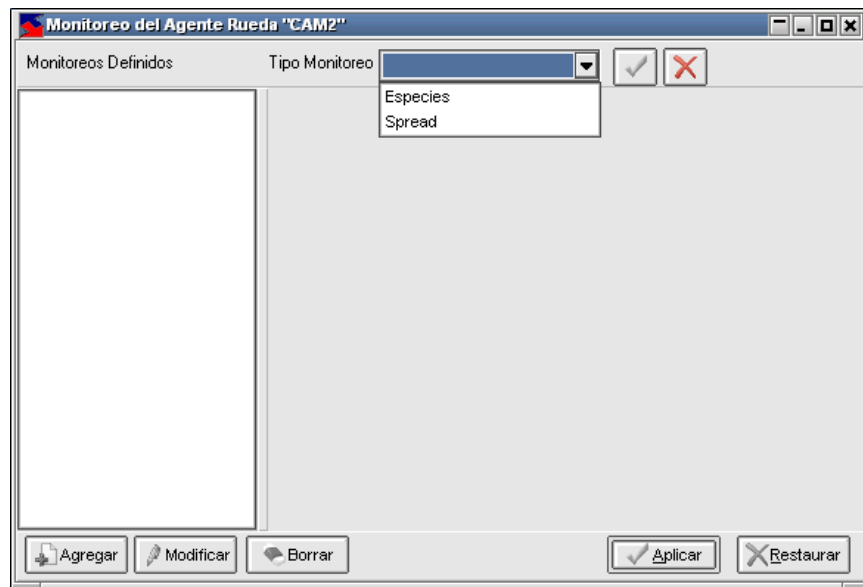 Monitoreo del Agente Rueda "CAM2"
Monitoreos Definidos Tipo Monitoreo
Especies
Spread
Agregar Modificar Borrar Aplicar Restaurar